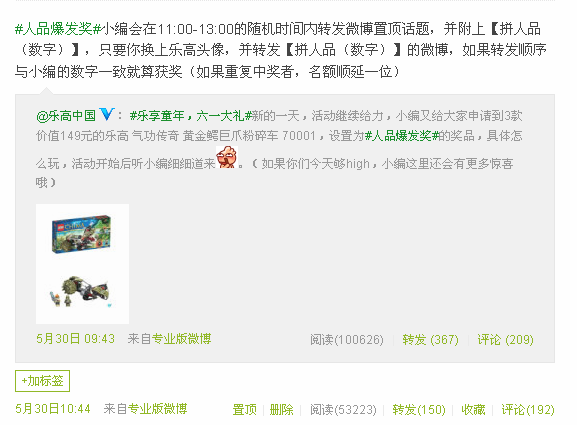 #人品爆发奖#小编会在11:00-13:00的随机时间内转发微博置顶话题，并附上【拼人品
（数字）】，只要你换上乐高头像，并转发【拼人品（数字）】的微博，如果转发顺序
与小编的数字一致就算获奖（如果重复中奖者，名额顺延一位）
@乐高中国：#乐享童年，六一大礼#新的一天，活动继续给力，小编又给大家申请到3款
价值149元的乐高 气功传奇 黄金鳄巨爪粉碎车 70001，设置为#人品爆发奖#的奖品，具体怎
么玩，活动开始后听小编细细道来。（如果你们今天够high，小编这里还会有更多惊喜
哦）
5月30日 09:43 来自专业版微博 阅读(100626) 转发 (367) 评论 (209)
+加标签
5月30日10:44 来自专业版微博 置顶 删除 阅读(53223) 转发(150) 收藏 评论(192)